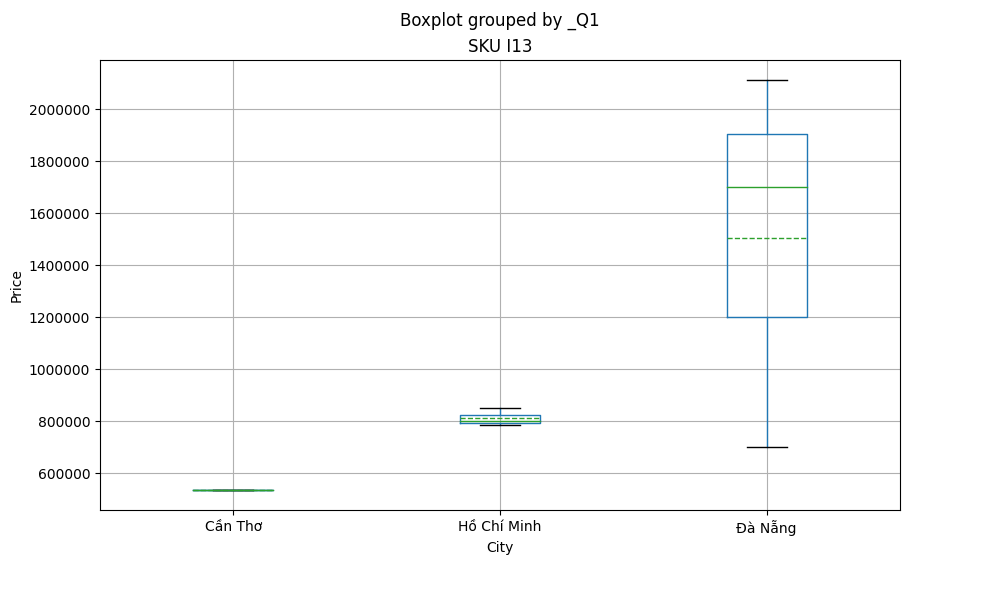 Boxplot grouped by _Q1
SKU I13
Price
2000000
1800000
1600000
1400000
1200000
1000000
800000
600000
Cần Thơ
Hồ Chí Minh
Đà Nẵng
City